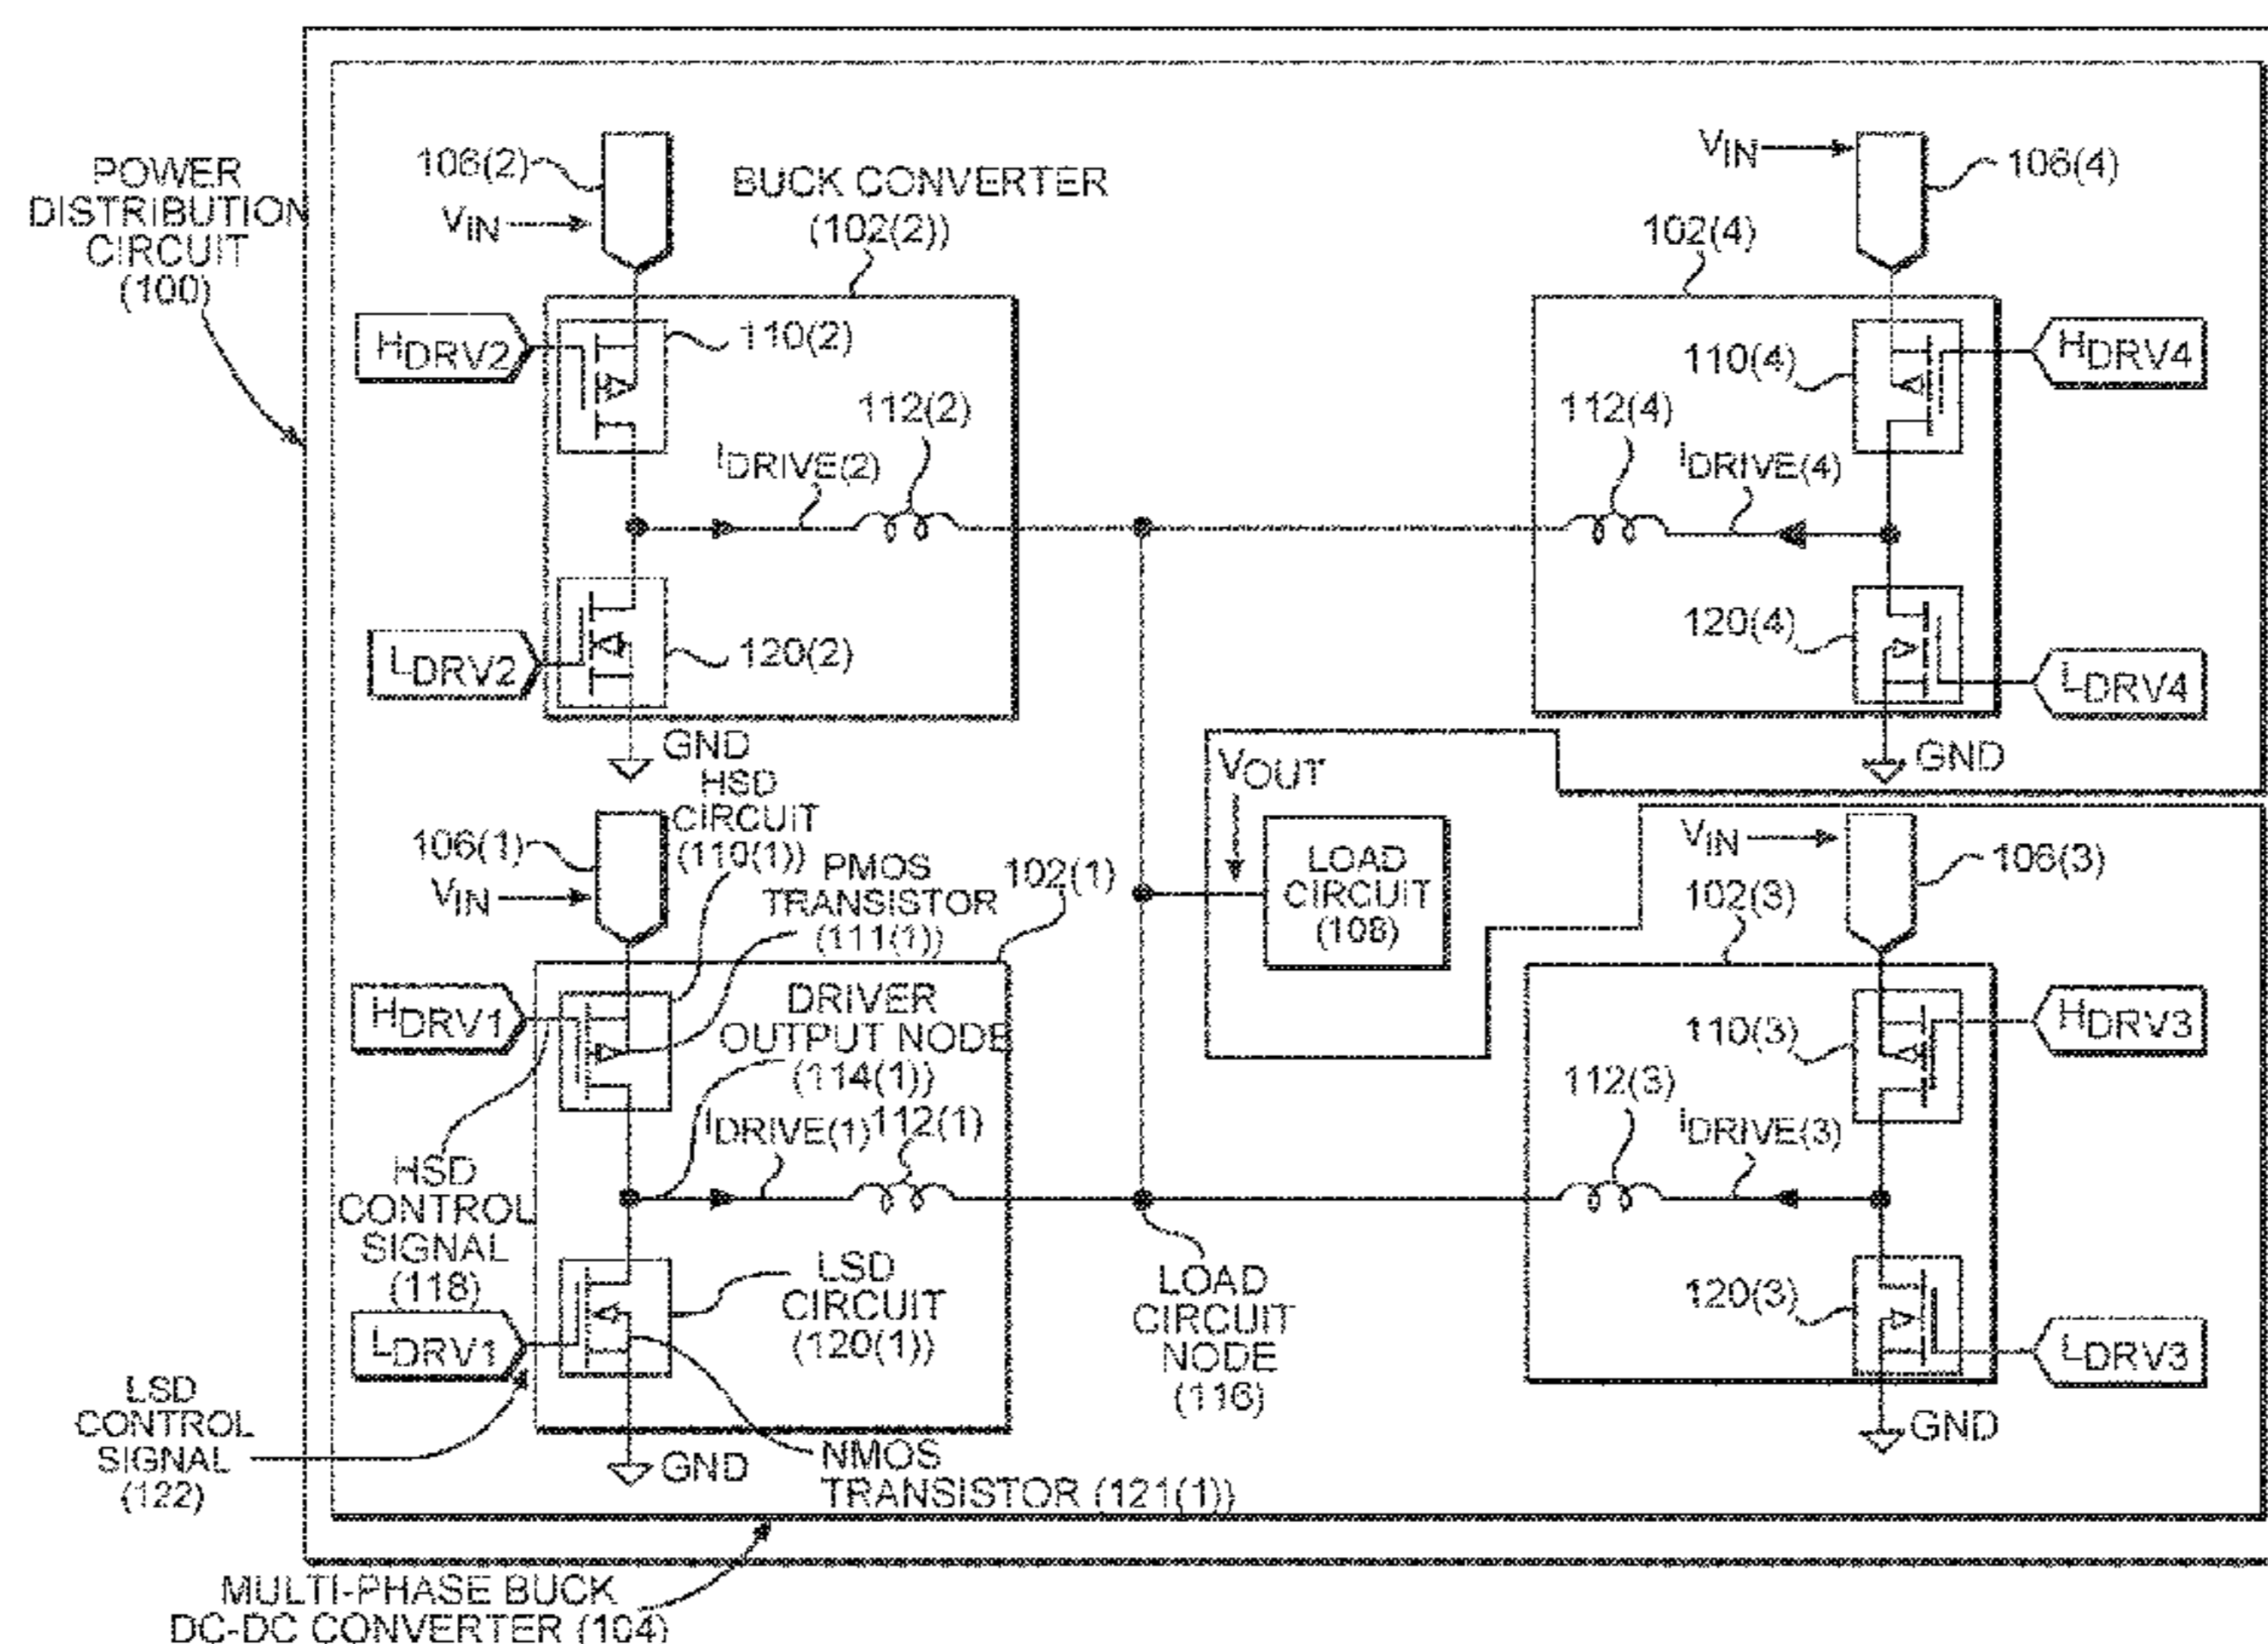 POWER
DISTRIBUTION
CIRCUIT
(100)
106(2)
VIN
BUCK CONVERTER
(102(2))
HDRV2
110(2)
112(2)
IDRIVE(2)
LDRV2
120(2)
GND
VIN
106(4)
102(4)
110(4)
HDRV4
112(4)
IDRIVE(4)
120(4)
LDRV4
GND
HSD
CIRCUIT
(110(1))
106(1)
VIN
PMOS
TRANSISTOR
(111(1))
102(1)
HDRV1
DRIVER
OUTPUT NODE
(114(1))
IDRIVE(1)
112(1)
HSD
CONTROL
SIGNAL
(118)
LSD
CIRCUIT
(120(1))
LDRV1
LSD
CONTROL
SIGNAL
(122)
GND
NMOS
TRANSISTOR (121(1))
VOUT
LOAD
CIRCUIT
(108)
LOAD
CIRCUIT
NODE
(116)
VIN
106(3)
102(3)
110(3)
HDRV3
112(3)
IDRIVE(3)
120(3)
LDRV3
GND
MULTI-PHASE BUCK
DC-DC CONVERTER (104)